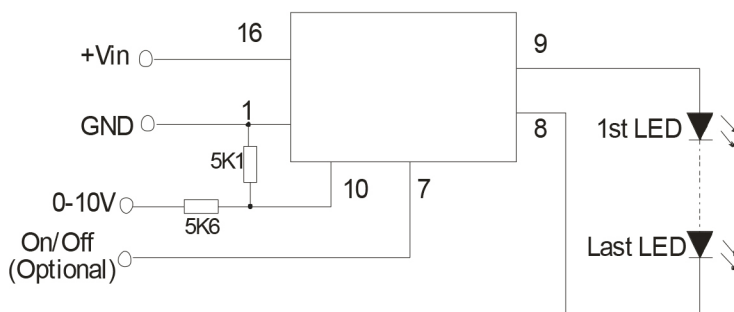 16
9
+Vin
1
GND
8
1st LED
5K1
10
7
0-10V
5K6
On/Off
(Optional)
Last LED